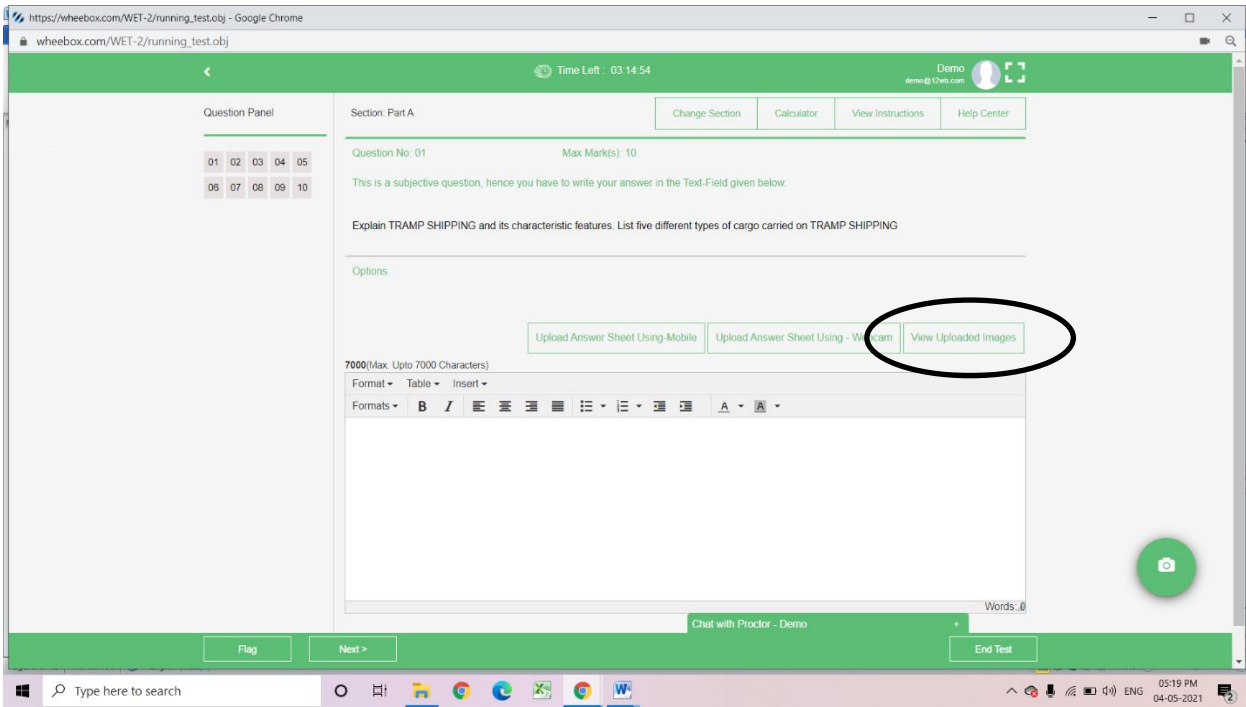 https://wheebox.com/WET-2/running_test.obj - Google Chrome
wheebox.com/WET-2/running_test.obj
Time Left : 03:14:54
Demo
demo@12wb.com
Question Panel
Section: Part A
Change Section
Calculator
View Instructions
Help Center
01 02 03 04 05
06 07 08 09 10
Question No: 01 Max Mark(s): 10
This is a subjective question, hence you have to write your answer in the Text-Field given below.
Explain TRAMP SHIPPING and its characteristic features. List five different types of cargo carried on TRAMP SHIPPING
Options
Upload Answer Sheet Using-Mobile
Upload Answer Sheet Using - Webcam
View Uploaded Images
7000(Max. Upto 7000 Characters)
Format Table Insert
Formats B I A A
Words:.0
Chat with Proctor - Demo +
Flag
Next >
End Test
Type here to search
ENG
05:19 PM
04-05-2021
2